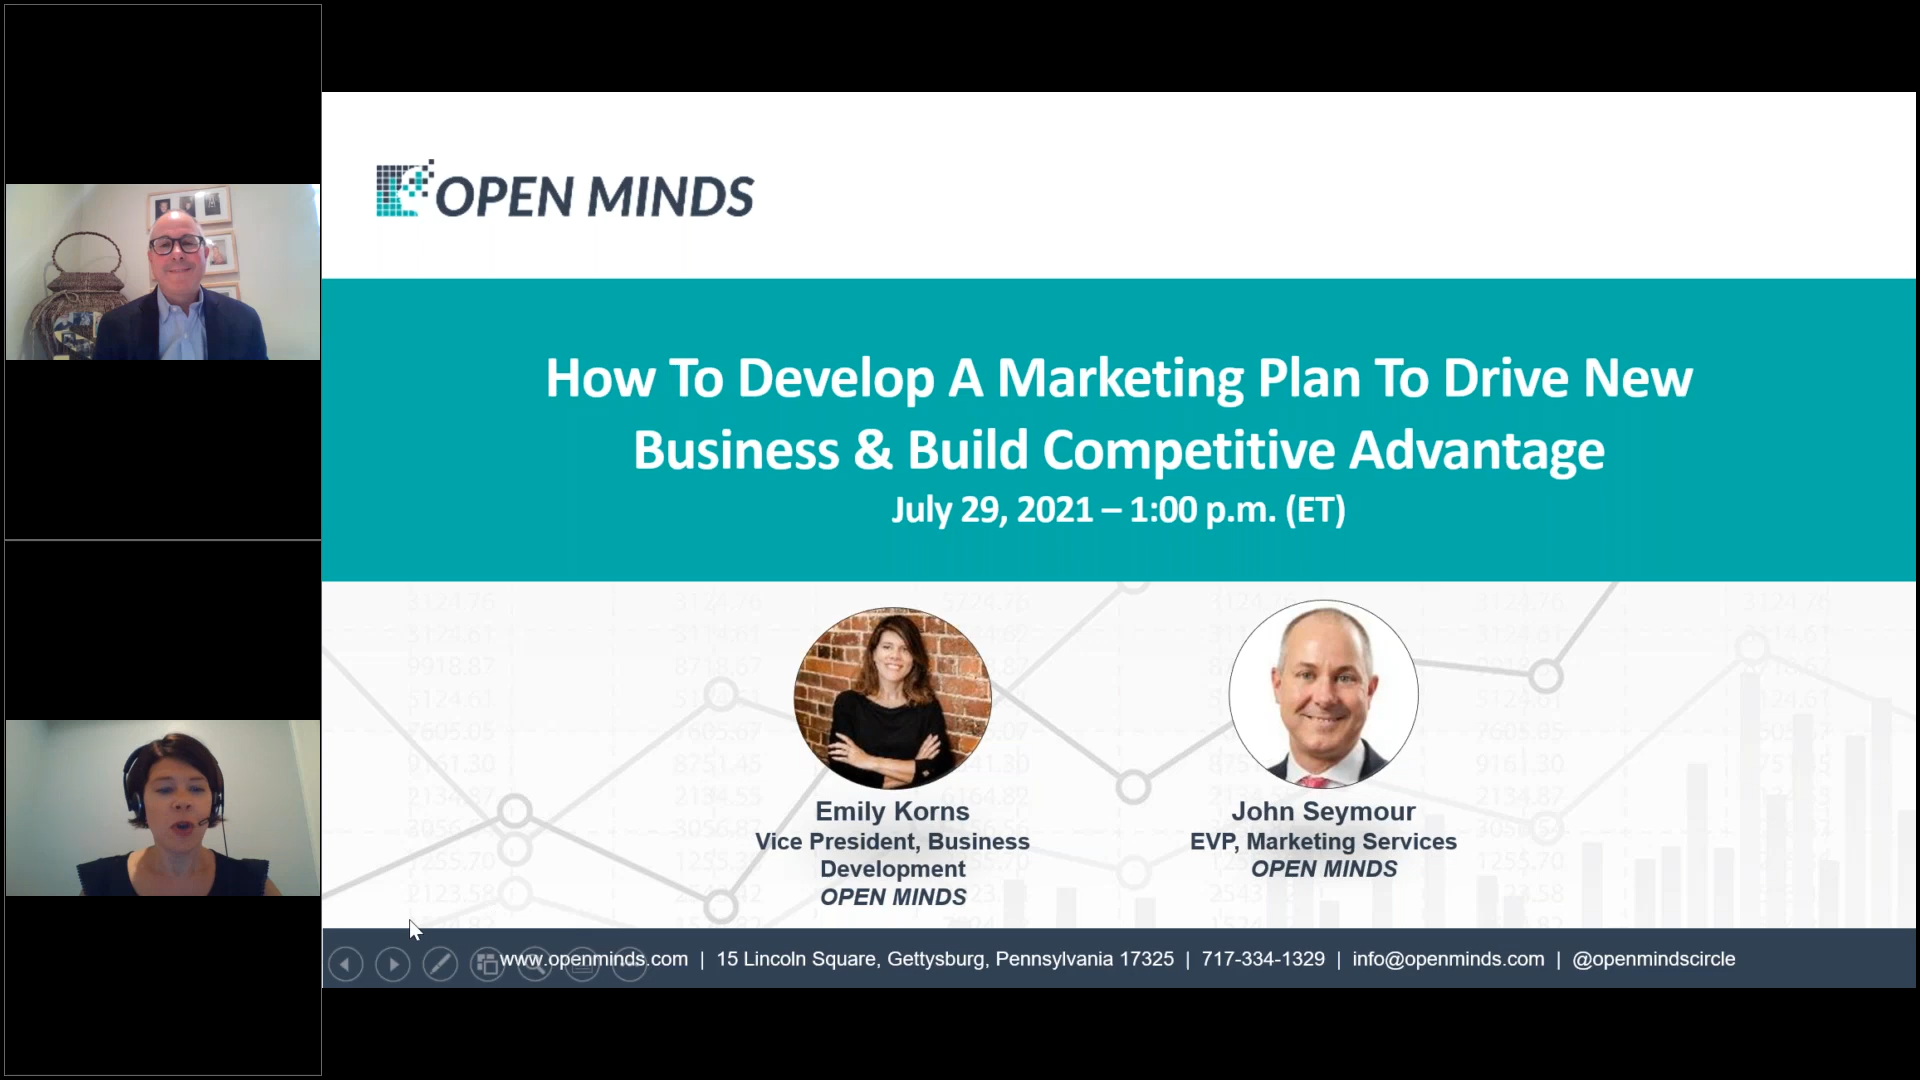 OPEN MINDS
How To Develop A Marketing Plan To Drive New
Business & Build Competitive Advantage
July 29, 2021 – 1:00 p.m. (ET)
Emily Korns
Vice President, Business
Development
OPEN MINDS
John Seymour
EVP, Marketing Services
OPEN MINDS
www.openminds.com | 15 Lincoln Square, Gettysburg, Pennsylvania 17325 | 717-334-1329 | info@openminds.com | @openmindscircle